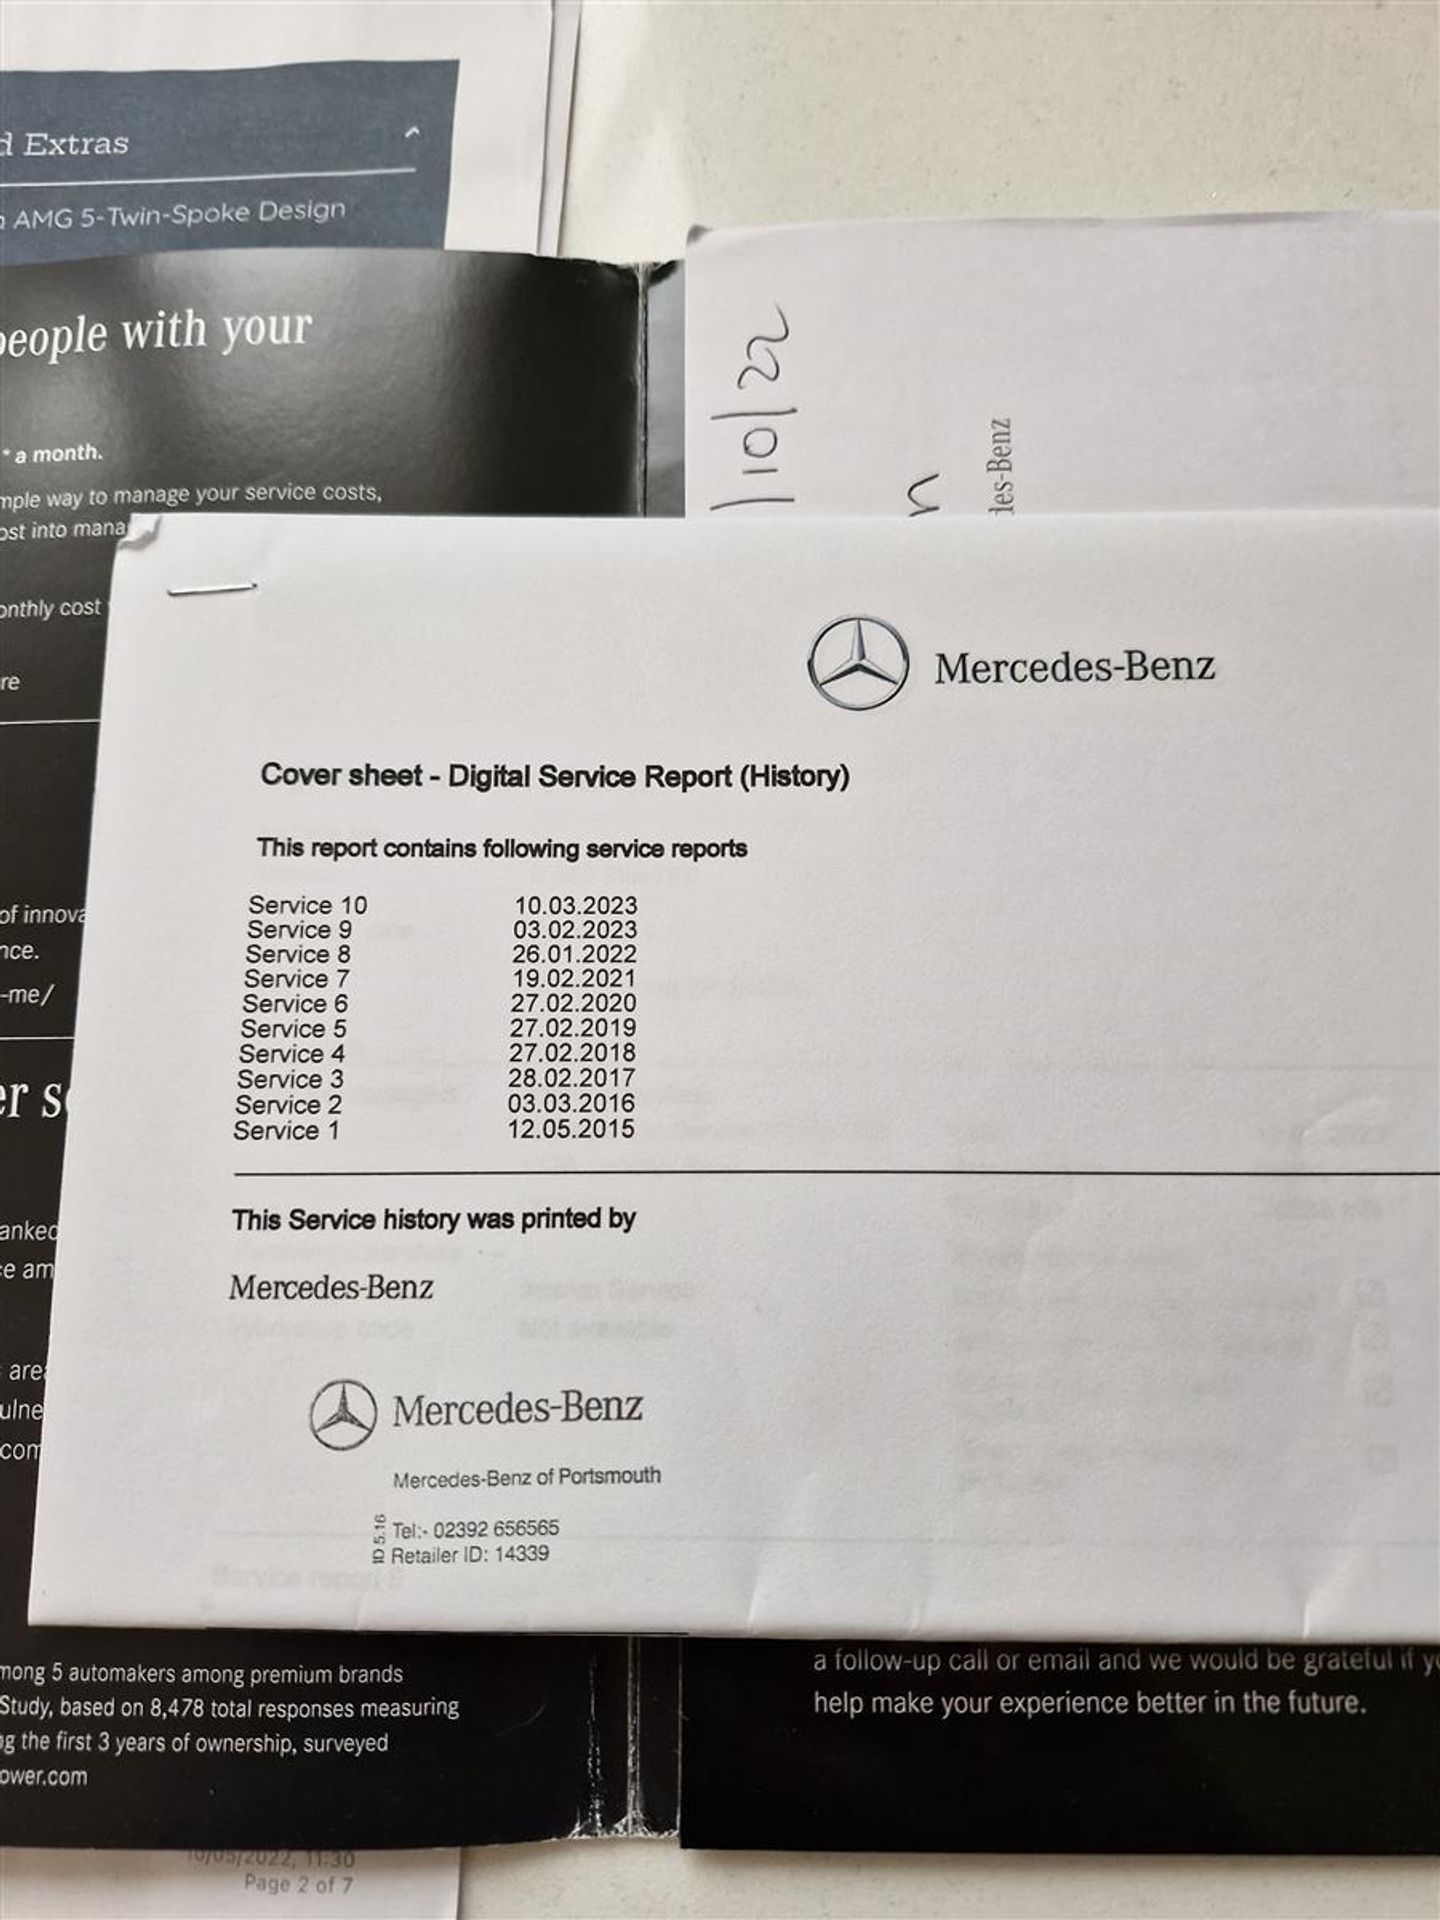 d Extras
AMG 5-Twin-Spoke Design
people with your
* a month.
mple way to manage your service costs,
ost into mana
onthly cost
re
of innova
nce.
-me/
er s
anked
ce am
area
ulne
com
10/22
n
des-Benz
Mercedes-Benz
Cover sheet - Digital Service Report (History)
This report contains following service reports
Service 10 10.03.2023
Service 9 03.02.2023
Service 8 26.01.2022
Service 7 19.02.2021
Service 6 27.02.2020
Service 5 27.02.2019
Service 4 27.02.2018
Service 3 28.02.2017
Service 2 03.03.2016
Service 1 12.05.2015
This Service history was printed by
Mercedes-Benz
Mercedes-Benz
Mercedes-Benz of Portsmouth
ID 5.16
Tel:- 02392 656565
Retailer ID: 14339
mong 5 automakers among premium brands
Study, based on 8,478 total responses measuring
ng the first 3 years of ownership, surveyed
ower.com
a follow-up call or email and we would be grateful if yo
help make your experience better in the future.
10/05/2022, 11:30
Page 2 of 7